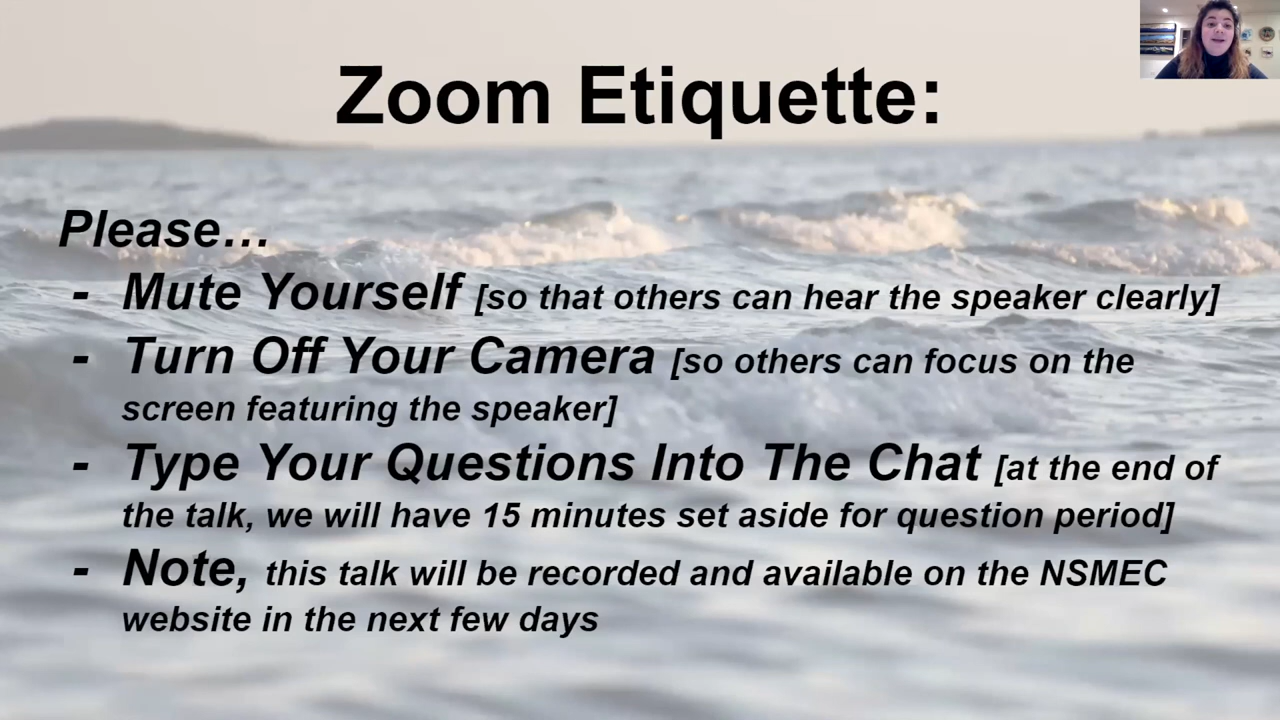 Zoom Etiquette:
Please...
- Mute Yourself [so that others can hear the speaker clearly]
- Turn Off Your Camera [so others can focus on the
screen featuring the speaker]
- Type Your Questions Into The Chat [at the end of
the talk, we will have 15 minutes set aside for question period]
- Note, this talk will be recorded and available on the NSMEC
website in the next few days